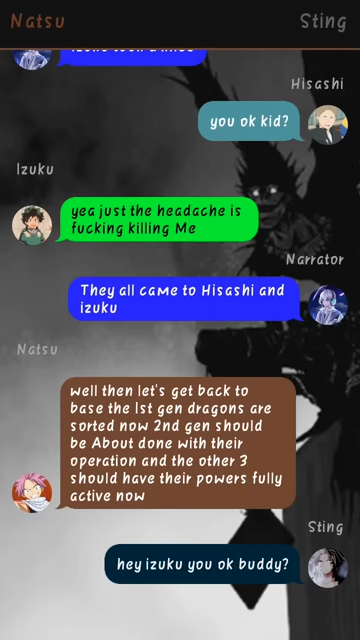 Natsu
Sting
Hisashi
you ok kid?
Izuku
yea just the headache is
fucking killing Me
Narrator
They all came to Hisashi and
izuku
Natsu
well then let's get back to
base the 1st gen dragons are
sorted now 2nd gen should
be About done with their
operation and the other 3
should have their powers fully
active now
Sting
hey izuku you ok buddy?